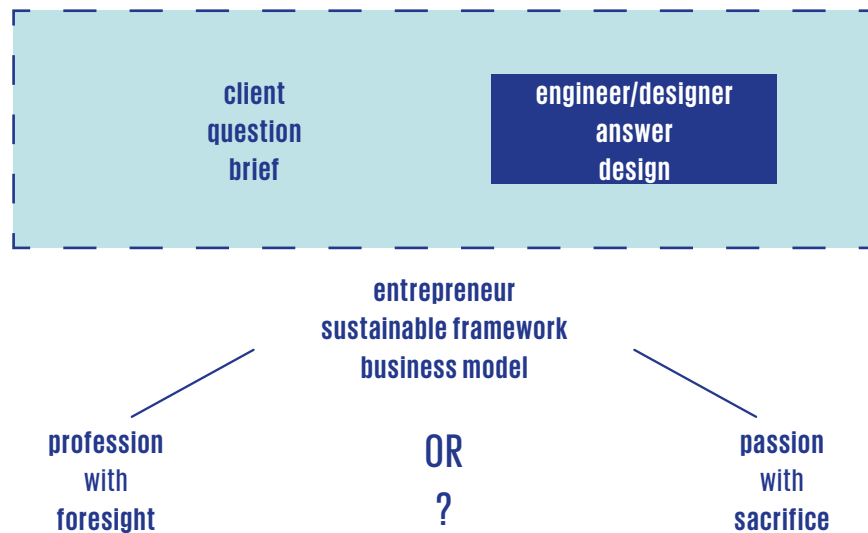 client
question
brief
engineer/designer
answer
design
entrepreneur
sustainable framework
business model
profession
with
foresight
OR
?
passion
with
sacrifice